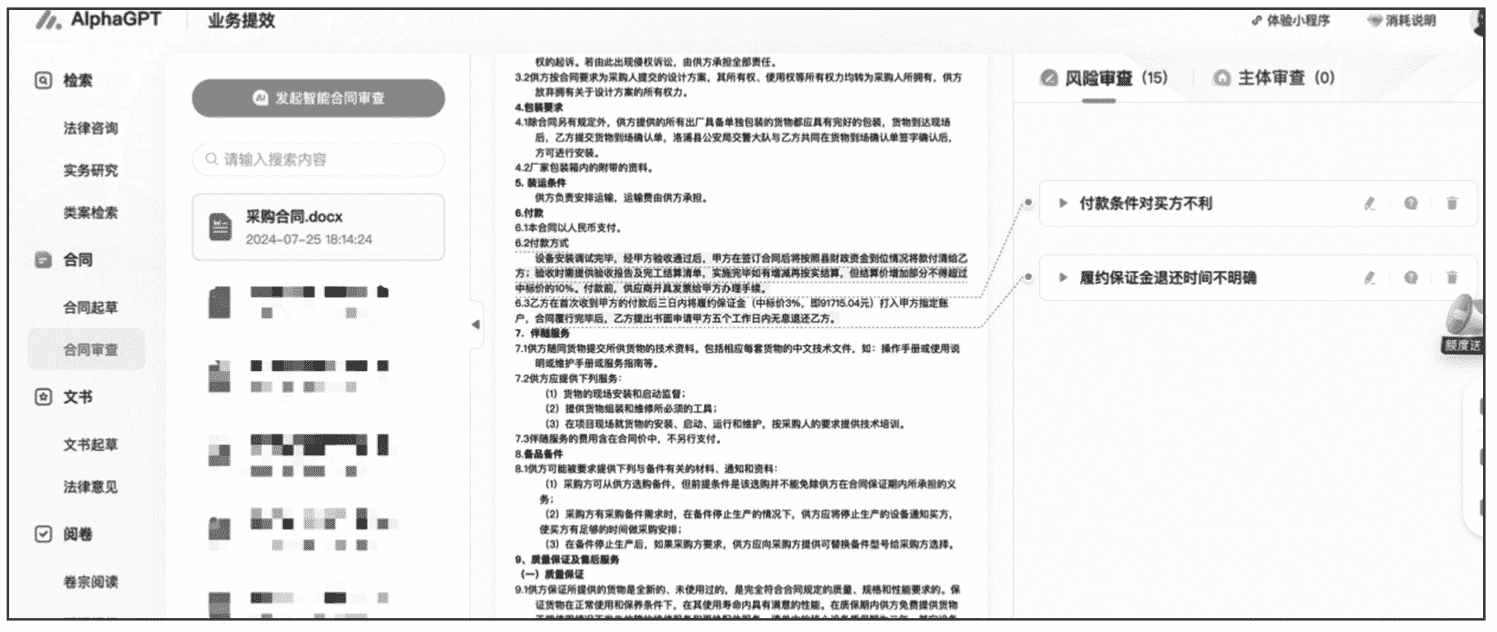 AlphaGPT
业务提效
体验小程序
消耗说明
检索
法律咨询
实务研究
类案检索
合同
合同起草
合同审查
文书
文书起草
法律意见
阅卷
卷宗阅读
发起智能合同审查
请输入搜索内容
采购合同.docx
2024-07-25 18:14:24
权的起诉。若由此出现侵权诉讼，由供方承担全部责任。
3.2供方按合同要求为采购人提交的设计方案，其所有权、使用权等所有权力均转为采购人所拥有，供方
放弃拥有关于设计方案的所有权力。
4.包装要求
4.1除合同另有规定外，供方提供的所有出厂具备单独包装的货物都应具有完好的包装，货物到达现场
后，乙方提交货物到场确认单，洛浦县公安局交警大队与乙方共同在货物到场确认单签字确认后，
方可进行安装。
4.2厂家包装箱内的附带的资料。
5. 装运条件
供方负责安排运输，运输费由供方承担。
6.付款
6.1本合同以人民币支付。
6.2付款方式
设备安装调试完毕，经甲方验收通过后，甲方在签订合同后将按照县财政资金到位情况将款付清给乙
方；验收时需提供验收报告及完工结算清单，实施完毕如有增减再按实结算，但结算价增加部分不得超过
中标价的10%。付款前，供应商开具发票给甲方办理手续。
6.3乙方在首次收到甲方的付款后三日内将履约保证金（中标价3%，即91715.04元）打入甲方指定账
户，合同覆行完毕后，乙方提出书面申请甲方五个工作日内无息退还乙方。
7. 伴随服务
7.1供方随同货物提交所供货物的技术资料。包括相应每套货物的中文技术文件，如：操作手册或使用说
明或维护手册或服务指南等。
7.2供方应提供下列服务：
（1）货物的现场安装和启动监督；
（2）提供货物组装和维修所必须的工具；
（3）在项目现场就货物的安装、启动、运行和维护，按采购人的要求提供技术培训。
7.3伴随服务的费用含在合同价中，不另行支付。
8.备品备件
8.1供方可能被要求提供下列与备件有关的材料、通知和资料：
（1）采购方可从供方选购备件，但前提条件是该选购并不能免除供方在合同保证期内所承担的义
务；
（2）采购方有采购备件需求时，在备件停止生产的情况下，供方应将停止生产的设备通知买方，
使买方有足够的时间做采购安排；
（3）在备件停止生产后，如果采购方要求，供方应向采购方提供可替换备件型号给采购方选择。
9、质量保证及售后服务
（一）质量保证
9.1供方保证所提供的货物是全新的、未使用过的，是完全符合合同规定的质量、规格和性能要求的。保
证货物在正常使用和保养条件下，在其使用寿命内具有满意的性能。在质保期内供方免费提供货物
风险审查（15）
主体审查（0）
付款条件对买方不利
履约保证金退还时间不明确
额度送